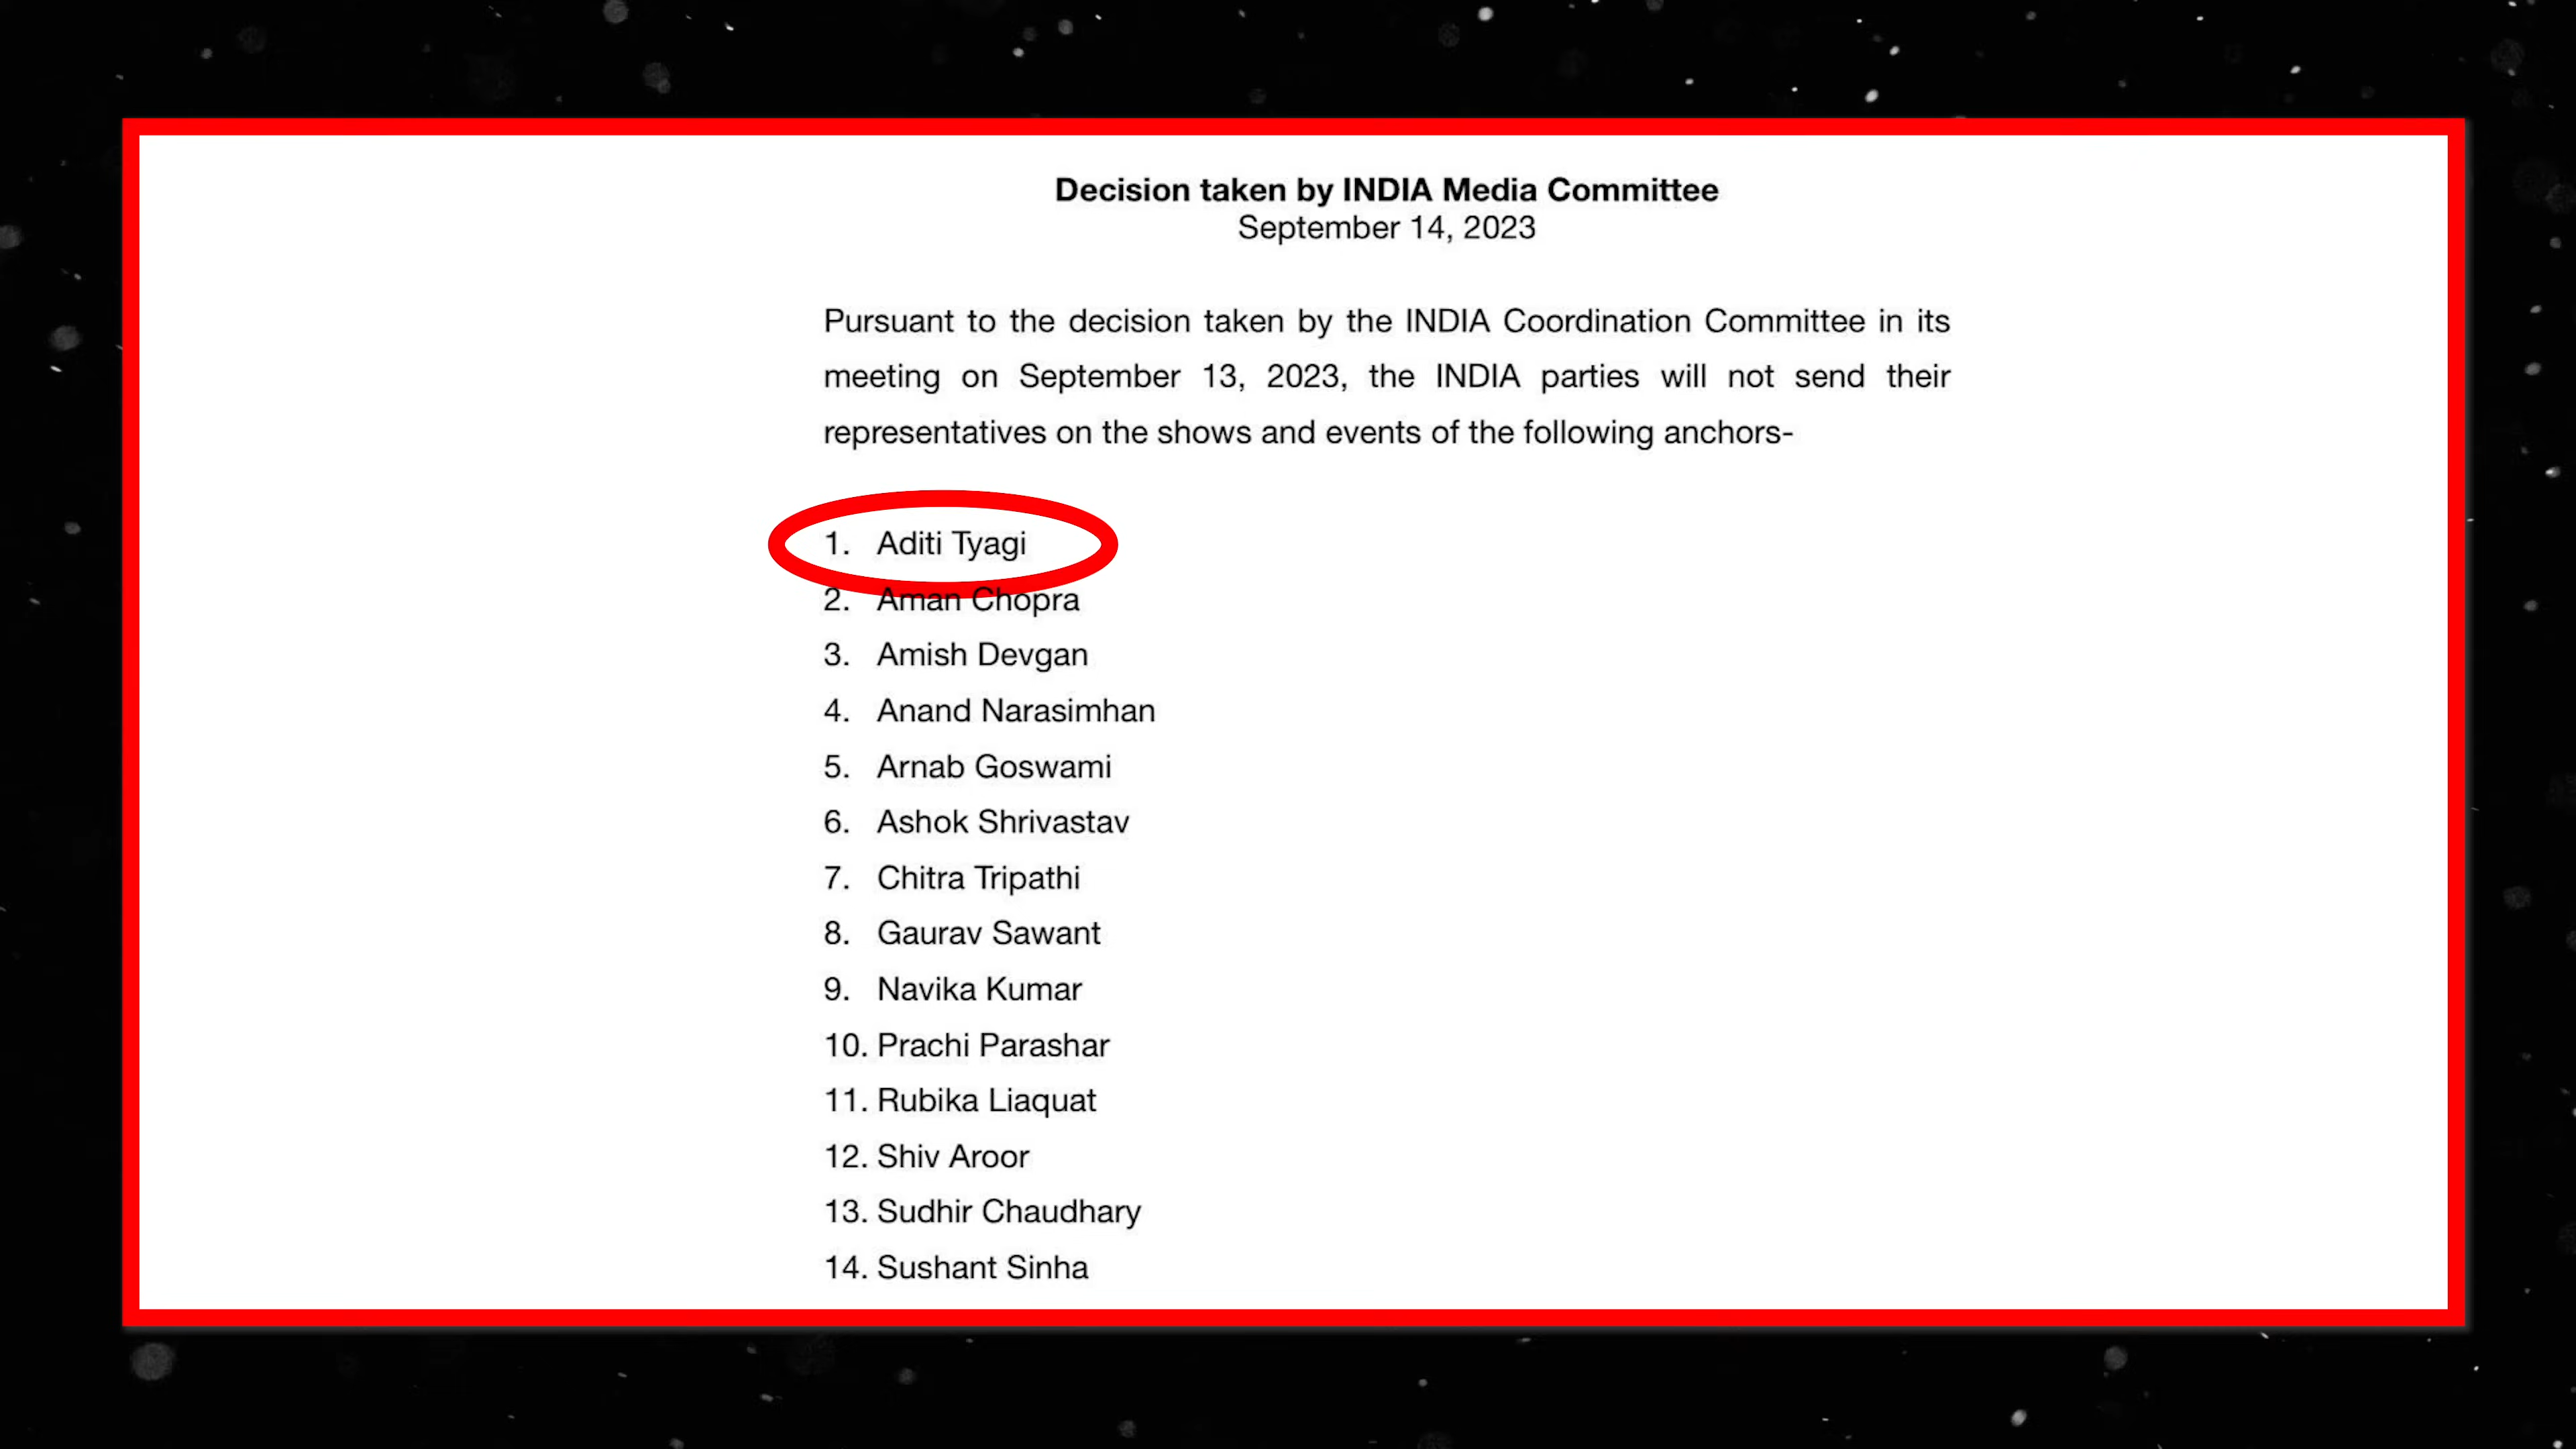 Decision taken by INDIA Media Committee
September 14, 2023
Pursuant to the decision taken by the INDIA Coordination Committee in its
meeting on September 13, 2023, the INDIA parties will not send their
representatives on the shows and events of the following anchors-
1. Aditi Tyagi
2. Aman Chopra
3. Amish Devgan
4. Anand Narasimhan
5. Arnab Goswami
6. Ashok Shrivastav
7. Chitra Tripathi
8. Gaurav Sawant
9. Navika Kumar
10. Prachi Parashar
11. Rubika Liaquat
12. Shiv Aroor
13. Sudhir Chaudhary
14. Sushant Sinha